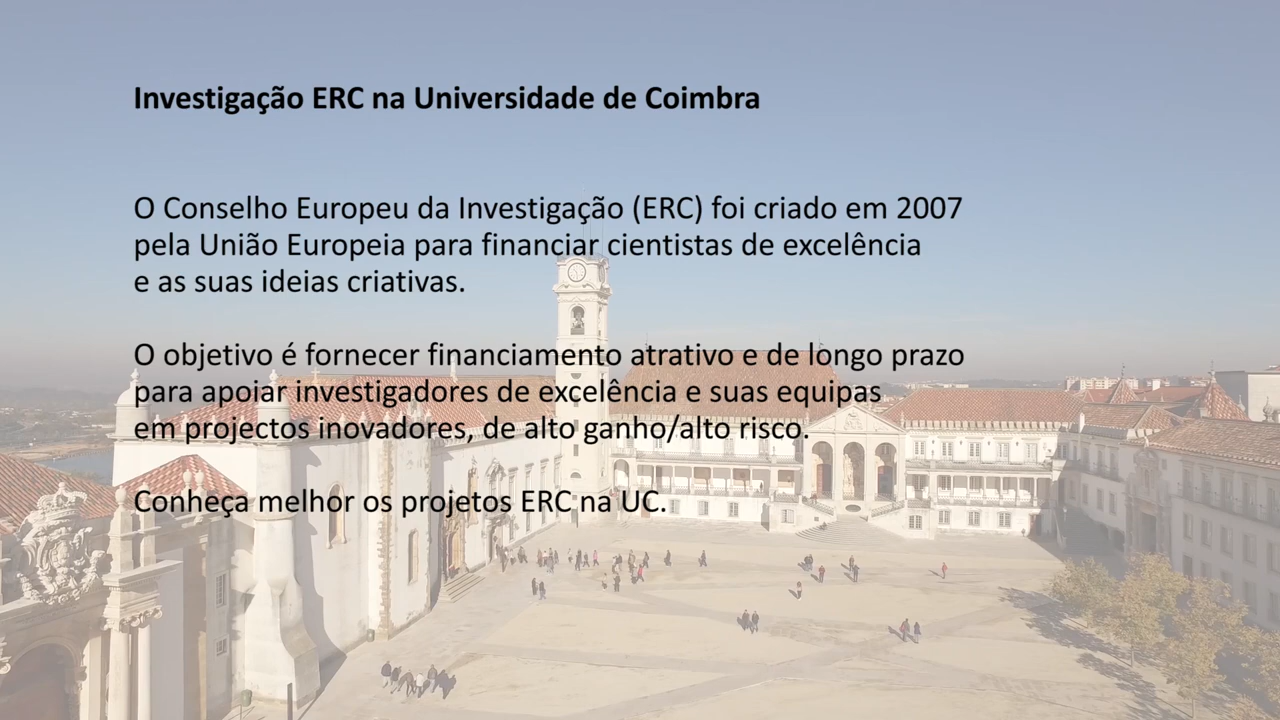 Investigação ERC na Universidade de Coimbra
O Conselho Europeu da Investigação (ERC) foi criado em 2007
pela União Europeia para financiar cientistas de excelência
e as suas ideias criativas.
O objetivo é fornecer financiamento atrativo e de longo prazo
para apoiar investigadores de excelência e suas equipas
em projectos inovadores, de alto ganho/alto risco.
Conheça melhor os projetos ERC na UC.